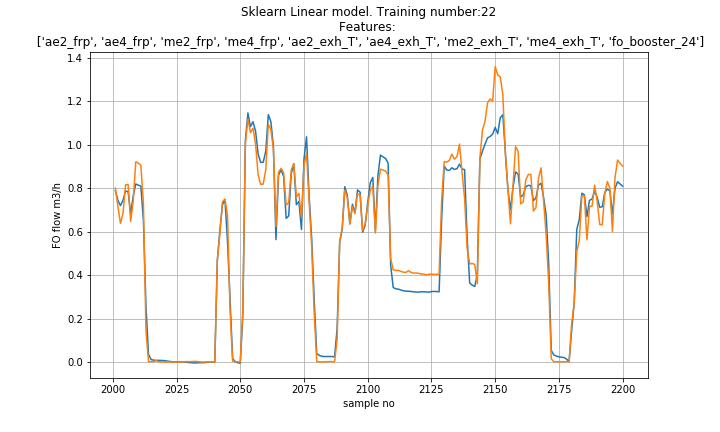 Sklearn Linear model. Training number:22
Features:
['ae2_frp', 'ae4_frp', 'me2_frp', 'me4_frp', 'ae2_exh_T', 'ae4_exh_T', 'me2_exh_T', 'me4_exh_T', 'fo_booster_24']
1.4
1.2
1.0
0.8
0.6
0.4
0.2
0.0
FO flow m3/h
2000 2025 2050 2075 2100 2125 2150 2175 2200
sample no